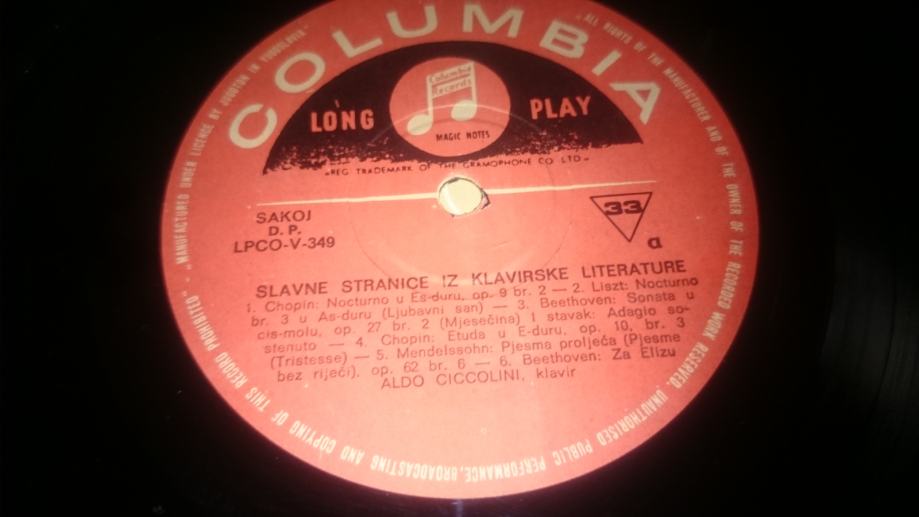 COLUMBIA
Columbia
Records
LONG
PLAY
MAGIC NOTES
"REG. TRADEMARK OF THE GRAMOPHONE CO LTD"
SAKOJ
D. P.
LPCO-V-349
33
a
SLAVNE STRANICE IZ KLAVIRSKE LITERATURE
1. Chopin: Nocturno u Es-duru, op. 9 br. 2 — 2. Liszt: Nocturno
br. 3 u As-duru (Ljubavni san) — 3. Beethoven: Sonata u
cis-molu, op. 27 br. 2 (Mjesečina) I stavak: Adagio so-
stenuto — 4. Chopin: Etuda u E-duru, op. 10, br. 3
(Tristesse) — 5. Mendelssohn: Pjesma proljeća (Pjesme
bez riječi), op. 62 br. 6 — 6. Beethoven: Za Elizu
ALDO CICCOLINI, klavir
„MANUFACTURED UNDER LICENCE BY JUGOTON IN YUGOSLAVIA"
„ALL RIGHTS OF THE MANUFACTURER AND OF THE OWNER OF THE RECORDED WORK RESERVED. UNAUTHORISED PUBLIC PERFORMANCE, BROADCASTING AND COPYING OF THIS RECORD PROHIBITED"